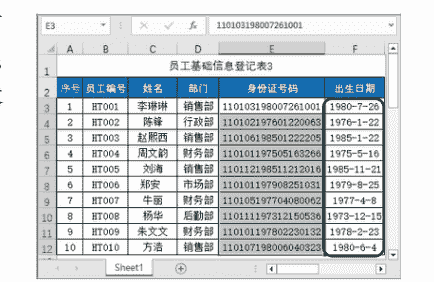 E3 fx 110103198007261001
A B C D E F
1 员工基础信息登记表3
2 序号 员工编号 姓名 部门 身份证号码 出生日期
3 1 HT001 李琳琳 销售部 110103198007261001 1980-7-26
4 2 HT002 陈锋 行政部 110102197601220063 1976-1-22
5 3 HT003 赵熙西 销售部 110106198501222205 1985-1-22
6 4 HT004 周文韵 财务部 110101197505163266 1975-5-16
7 5 HT005 刘海 销售部 110112198511212016 1985-11-21
8 6 HT006 郑安 市场部 110101197908251031 1979-8-25
9 7 HT007 牛丽 财务部 110105197704080062 1977-4-8
10 8 HT008 杨华 后勤部 110111197312150536 1973-12-15
11 9 HT009 朱文文 财务部 110101197802230132 1978-2-23
12 10 HT010 方浩 销售部 110107198006040323 1980-6-4
Sheet1